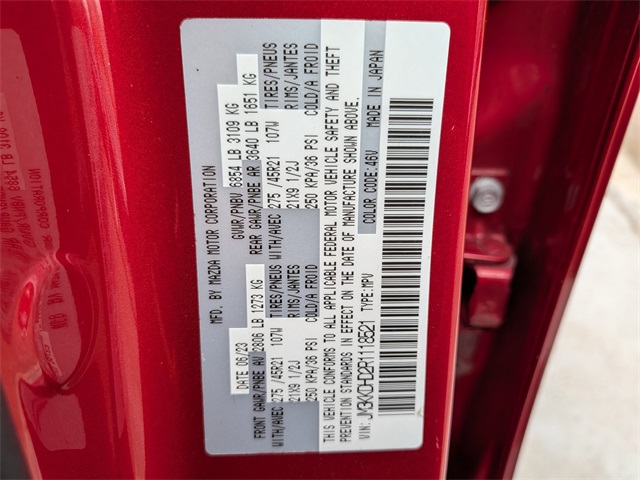 MFD. BY MAZDA MOTOR CORPORATION
DATE 06/23 GVWR/PNBV 6854 LB 3109 KG
FRONT GAWR/PNBE AV 2806 LB 1273 KG REAR GAWR/PNBE AR 3640 LB 1651 KG
WITH/AVEC 275 /45R21 107W TIRES/PNEUS WITH/AVEC 275 /45R21 107W TIRES/PNEUS
21X9 1/2J RIMS/JANTES 21X9 1/2J RIMS/JANTES
250 KPA/36 PSI COLD/A FROID 250 KPA/36 PSI COLD/A FROID
THIS VEHICLE CONFORMS TO ALL APPLICABLE FEDERAL MOTOR VEHICLE SAFETY AND THEFT
PREVENTION STANDARDS IN EFFECT ON THE DATE OF MANUFACTURE SHOWN ABOVE.
VIN: JM3KKDHD2R1118521 TYPE: MPV COLOR CODE: 46V MADE IN JAPAN